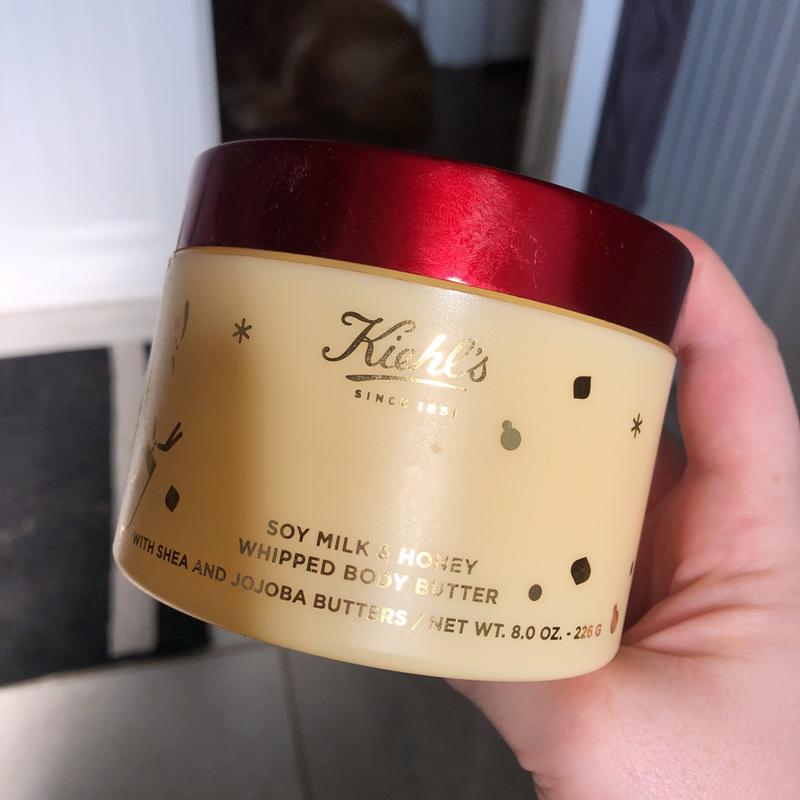 Kiehl's
SINCE 1851
SOY MILK & HONEY
WHIPPED BODY BUTTER
WITH SHEA AND JOJOBA BUTTERS / NET WT. 8.0 OZ. - 226 G